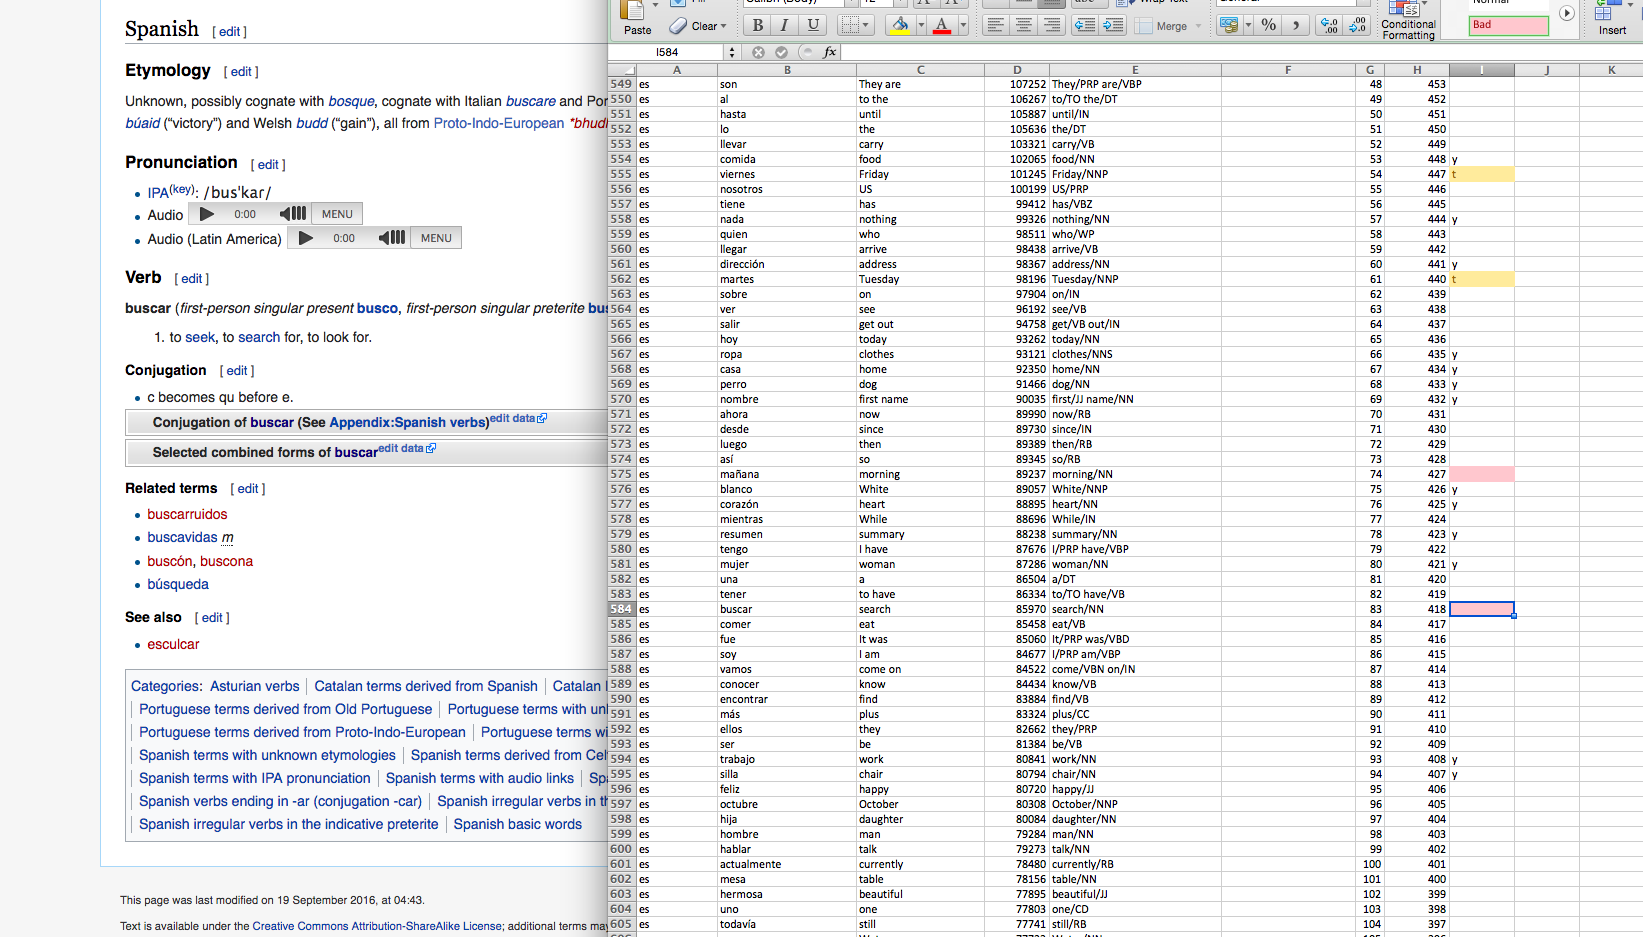 Spanish [ edit ]
Etymology [ edit ]
Unknown, possibly cognate with bosque, cognate with Italian buscare and
búaid (“victory”) and Welsh budd (“gain”), all from Proto-Indo-European
Pronunciation [ edit ]
IPA(key): /busˈkaɾ/
Audio 0:00 MENU
Audio (Latin America) 0:00 MENU
Verb [ edit ]
buscar (first-person singular present busco, first-person singular preterite
1. to seek, to search for, to look for.
Conjugation [ edit ]
c becomes qu before e.
Conjugation of buscar (See Appendix:Spanish verbs)edit data
Selected combined forms of buscaredit data
Related terms [ edit ]
buscarruidos
buscavidas m
buscón, buscona
búsqueda
See also [ edit ]
esculcar
Categories: Asturian verbs | Catalan terms derived from Spanish | Catalan
Portuguese terms derived from Old Portuguese | Portuguese terms with
Portuguese terms derived from Proto-Indo-European | Portuguese terms
Spanish terms with unknown etymologies | Spanish terms derived from
Spanish terms with IPA pronunciation | Spanish terms with audio links
Spanish verbs ending in -ar (conjugation -car) | Spanish irregular verbs in
Spanish irregular verbs in the indicative preterite | Spanish basic words
This page was last modified on 19 September 2016, at 04:43.
Text is available under the Creative Commons Attribution-ShareAlike License; additional terms may
Paste Clear B I U A Merge % Conditional Formatting Normal Bad Insert
I584 fx
A B C D E F G H I J K
549 es son They are 107252 They/PRP are/VBP 48 453
550 es al to the 106267 to/TO the/DT 49 452
551 es hasta until 105887 until/IN 50 451
552 es lo the 105636 the/DT 51 450
553 es llevar carry 103321 carry/VB 52 449
554 es comida food 102065 food/NN 53 448 y
555 es viernes Friday 101245 Friday/NNP 54 447 t
556 es nosotros US 100199 US/PRP 55 446
557 es tiene has 99412 has/VBZ 56 445
558 es nada nothing 99326 nothing/NN 57 444 y
559 es quien who 98511 who/WP 58 443
560 es llegar arrive 98438 arrive/VB 59 442
561 es dirección address 98367 address/NN 60 441 y
562 es martes Tuesday 98196 Tuesday/NNP 61 440 t
563 es sobre on 97904 on/IN 62 439
564 es ver see 96192 see/VB 63 438
565 es salir get out 94758 get/VB out/IN 64 437
566 es hoy today 93262 today/NN 65 436
567 es ropa clothes 93121 clothes/NNS 66 435 y
568 es casa home 92350 home/NN 67 434 y
569 es perro dog 91466 dog/NN 68 433 y
570 es nombre first name 90035 first/JJ name/NN 69 432 y
571 es ahora now 89990 now/RB 70 431
572 es desde since 89730 since/IN 71 430
573 es luego then 89389 then/RB 72 429
574 es así so 89345 so/RB 73 428
575 es mañana morning 89237 morning/NN 74 427
576 es blanco White 89057 White/NNP 75 426 y
577 es corazón heart 88895 heart/NN 76 425 y
578 es mientras While 88696 While/IN 77 424
579 es resumen summary 88238 summary/NN 78 423 y
580 es tengo I have 87676 I/PRP have/VBP 79 422
581 es mujer woman 87286 woman/NN 80 421 y
582 es una a 86504 a/DT 81 420
583 es tener to have 86334 to/TO have/VB 82 419
584 es buscar search 85970 search/NN 83 418
585 es comer eat 85458 eat/VB 84 417
586 es fue It was 85060 It/PRP was/VBD 85 416
587 es soy I am 84677 I/PRP am/VBP 86 415
588 es vamos come on 84522 come/VBN on/IN 87 414
589 es conocer know 84434 know/VB 88 413
590 es encontrar find 83884 find/VB 89 412
591 es más plus 83324 plus/CC 90 411
592 es ellos they 82662 they/PRP 91 410
593 es ser be 81384 be/VB 92 409
594 es trabajo work 80841 work/NN 93 408 y
595 es silla chair 80794 chair/NN 94 407 y
596 es feliz happy 80720 happy/JJ 95 406
597 es octubre October 80308 October/NNP 96 405
598 es hija daughter 80084 daughter/NN 97 404
599 es hombre man 79284 man/NN 98 403
600 es hablar talk 79273 talk/NN 99 402
601 es actualmente currently 78480 currently/RB 100 401
602 es mesa table 78156 table/NN 101 400
603 es hermosa beautiful 77895 beautiful/JJ 102 399
604 es uno one 77803 one/CD 103 398
605 es todavía still 77741 still/RB 104 397